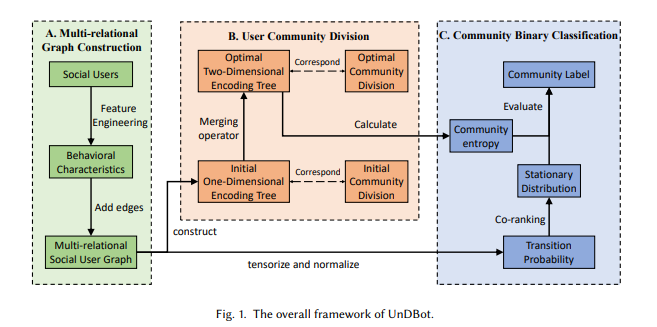 A. Multi-relational
Graph Construction
Social Users
Feature
Engineering
Behavioral
Characteristics
Add edges
Multi-relational
Social User Graph
B. User Community Division
Optimal
Two-Dimensional
Encoding Tree
Correspond
Optimal
Community
Division
Merging
operator
Calculate
Initial
One-Dimensional
Encoding Tree
Correspond
Initial
Community
Division
construct
tensorize and normalize
C. Community Binary Classification
Community Label
Evaluate
Community
entropy
Stationary
Distribution
Co-ranking
Transition
Probability
Fig. 1. The overall framework of UnDBot.